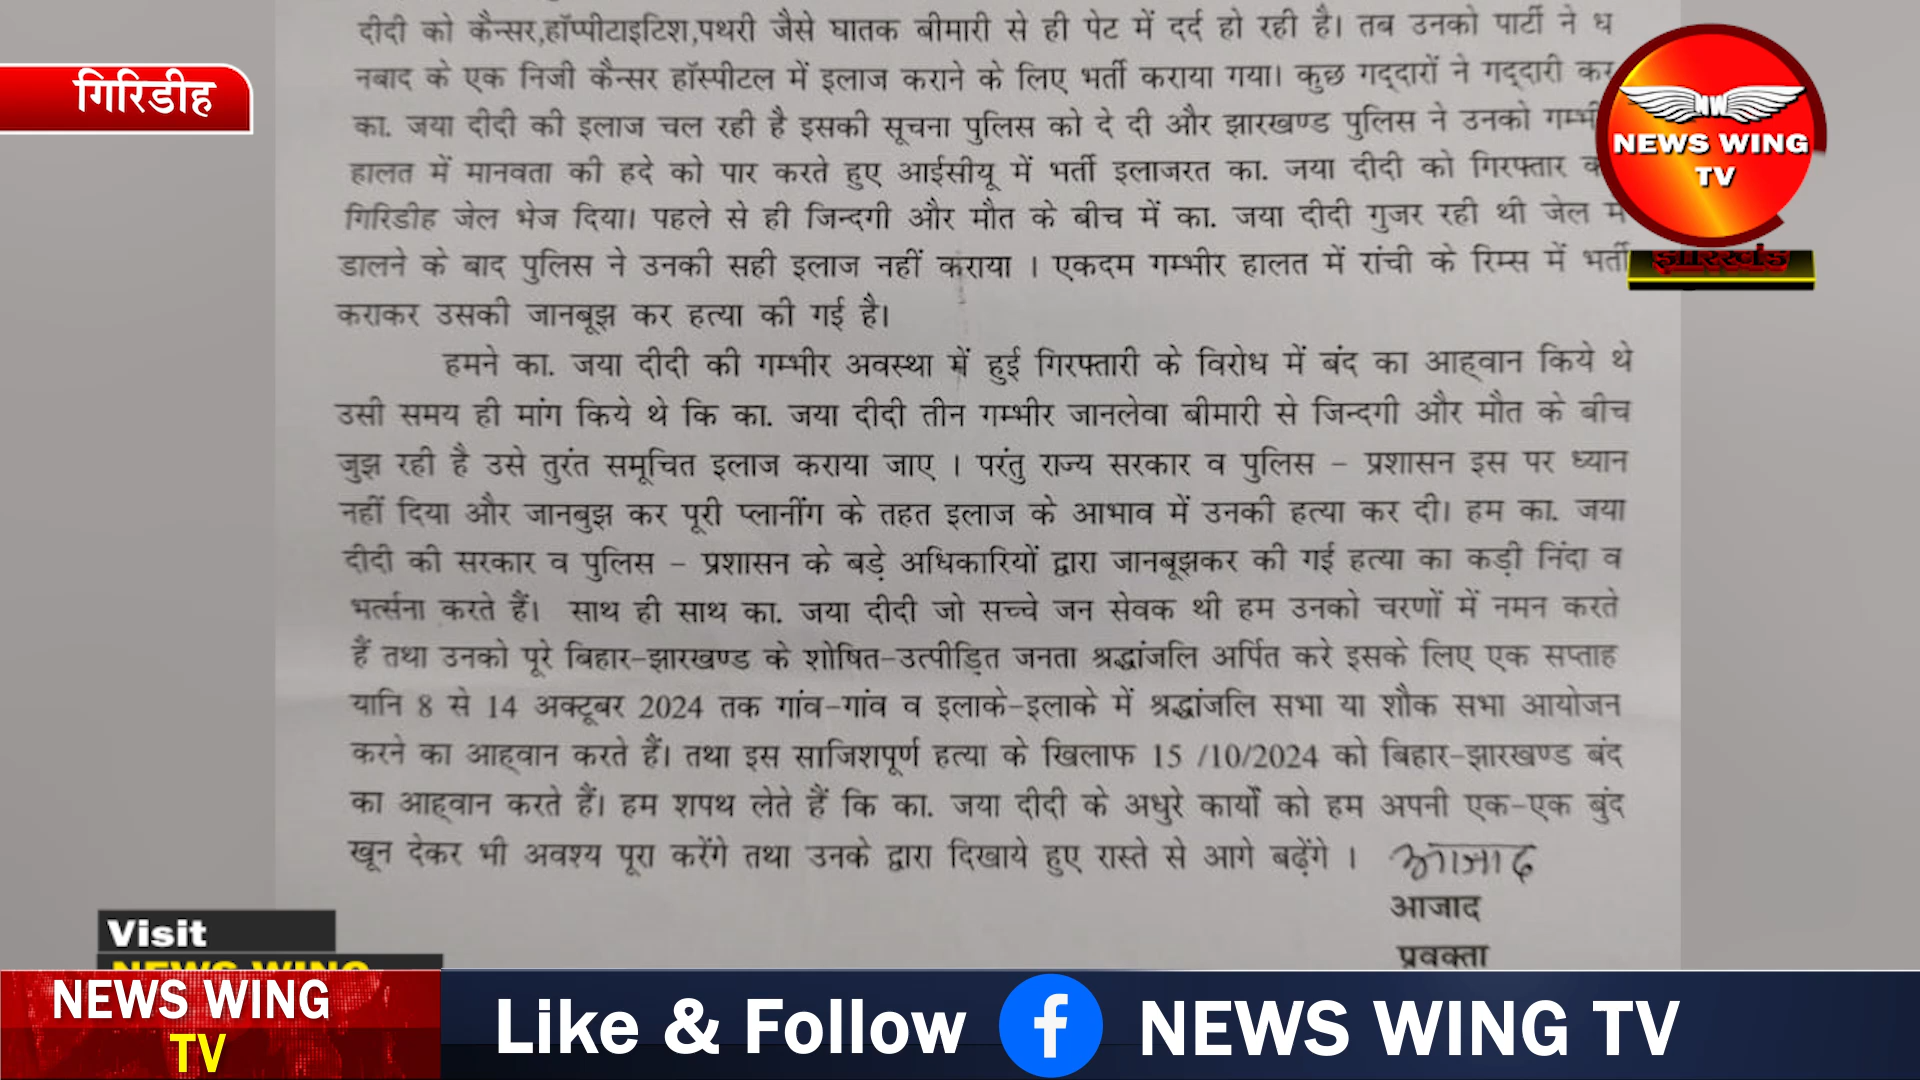 दीदी को कैन्सर,हॉप्पीटाइटिश,पथरी जैसे घातक बीमारी से ही पेट में दर्द हो रही है। तब उनको पार्टी ने ध
नबाद के एक निजी कैन्सर हॉस्पीटल में इलाज कराने के लिए भर्ती कराया गया। कुछ गद्दारों ने गद्दारी कर
का. जया दीदी की इलाज चल रही है इसकी सूचना पुलिस को दे दी और झारखण्ड पुलिस ने उनको
हालत में मानवता की हदे को पार करते हुए आईसीयू में भर्ती इलाजरत का. जया दीदी को गिरफ्तार
गिरिडीह जेल भेज दिया। पहले से ही जिन्दगी और मौत के बीच में का. जया दीदी गुजर रही थी जेल
डालने के बाद पुलिस ने उनकी सही इलाज नहीं कराया । एकदम गम्भीर हालत में रांची के रिम्स में भर्ती
कराकर उसकी जानबूझ कर हत्या की गई है।
हमने का. जया दीदी की गम्भीर अवस्था में हुई गिरफ्तारी के विरोध में बंद का आह्वान किये थे
उसी समय ही मांग किये थे कि का. जया दीदी तीन गम्भीर जानलेवा बीमारी से जिन्दगी और मौत के बीच
जुझ रही है उसे तुरंत समूचित इलाज कराया जाए । परंतु राज्य सरकार व पुलिस – प्रशासन इस पर ध्यान
नहीं दिया और जानबुझ कर पूरी प्लानींग के तहत इलाज के आभाव में उनकी हत्या कर दी। हम का. जया
दीदी की सरकार व पुलिस – प्रशासन के बड़े अधिकारियों द्वारा जानबूझकर की गई हत्या का कड़ी निंदा व
भर्त्सना करते हैं। साथ ही साथ का. जया दीदी जो सच्चे जन सेवक थी हम उनको चरणों में नमन करते
हैं तथा उनको पूरे बिहार-झारखण्ड के शोषित-उत्पीड़ित जनता श्रद्धांजलि अर्पित करे इसके लिए एक सप्ताह
यानि 8 से 14 अक्टूबर 2024 तक गांव-गांव व इलाके-इलाके में श्रद्धांजलि सभा या शौक सभा आयोजन
करने का आह्वान करते हैं। तथा इस साजिशपूर्ण हत्या के खिलाफ 15 /10/2024 को बिहार-झारखण्ड बंद
का आह्वान करते हैं। हम शपथ लेते हैं कि का. जया दीदी के अधुरे कार्यों को हम अपनी एक-एक बुंद
खून देकर भी अवश्य पूरा करेंगे तथा उनके द्वारा दिखाये हुए रास्ते से आगे बढ़ेंगे । आजाद
आजाद
प्रवक्ता
गिरिडीह
NW
NEWS WING
TV
झारखंड
Visit
NEWS WING
NEWS WING
TV
Like & Follow
NEWS WING TV